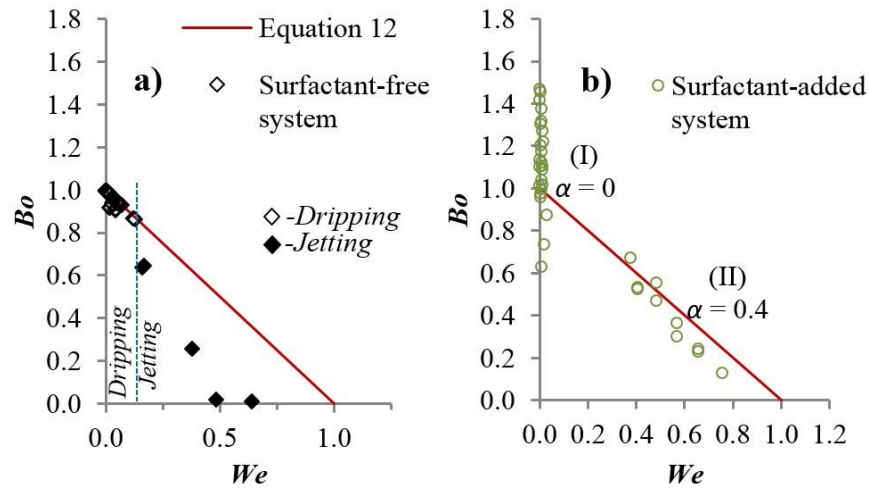 1.8
1.6
1.4
1.2
1.0
0.8
0.6
0.4
0.2
0.0
Bo
a)
Equation 12
Surfactant-free
system
-Dripping
-Jetting
Dripping
Jetting
0.0
0.5
1.0
We
1.8
1.6
1.4
1.2
1.0
0.8
0.6
0.4
0.2
0.0
Bo
b)
Surfactant-added
system
(I)
α = 0
(II)
α = 0.4
0.0 0.2 0.4 0.6 0.8 1.0 1.2
We